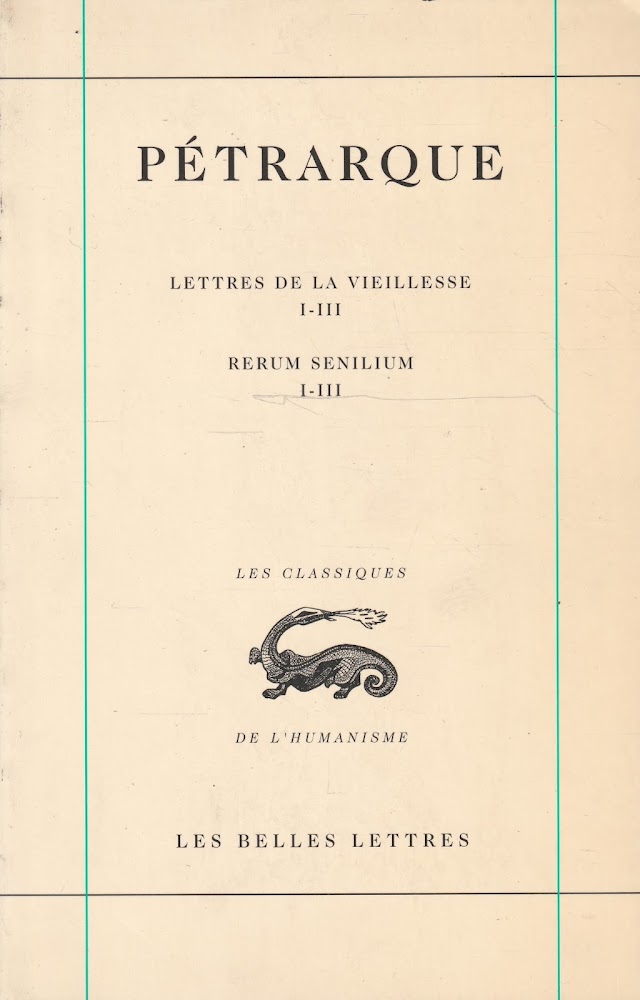 PÉTRARQUE
LETTRES DE LA VIEILLESSE
I-III
RERUM SENILIUM
I-III
LES CLASSIQUES
DE L'HUMANISME
LES BELLES LETTRES